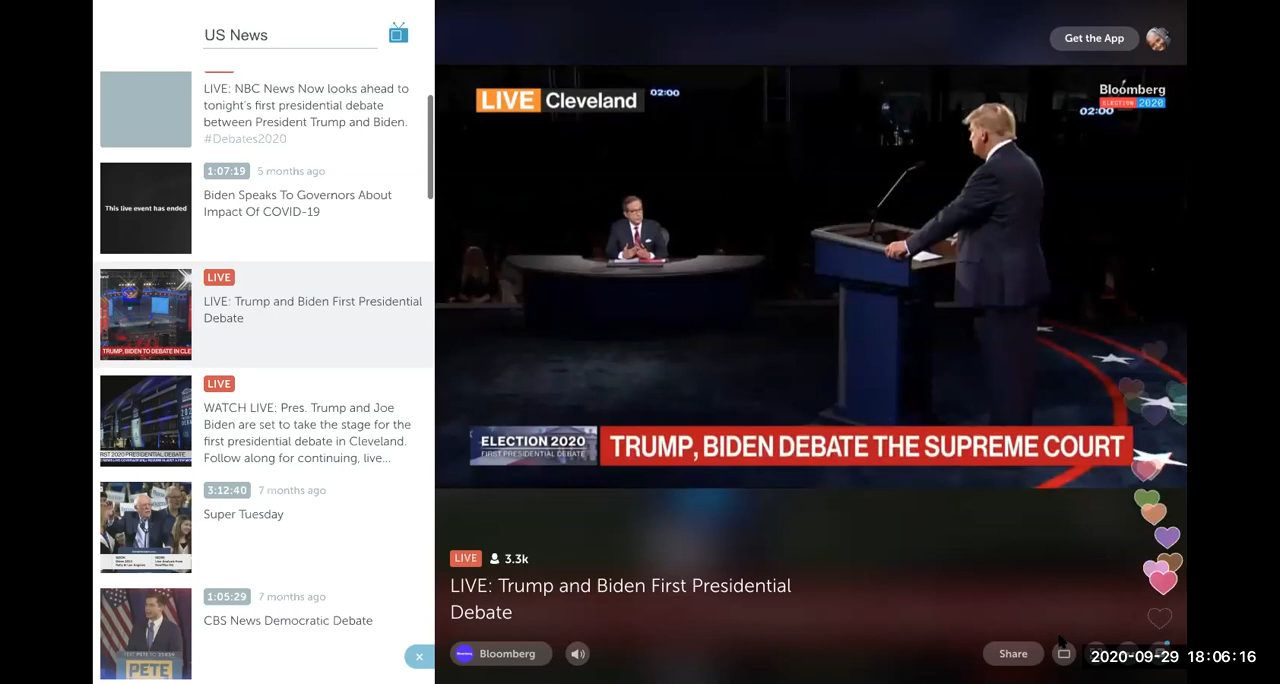 US News
LIVE: NBC News Now looks ahead to
tonight's first presidential debate
between President Trump and Biden.
#Debates2020
1:07:19 5 months ago
Biden Speaks To Governors About
Impact Of COVID-19
This live event has ended
LIVE
LIVE: Trump and Biden First Presidential
Debate
TRUMP, BIDEN TO DEBATE IN CLE
LIVE
WATCH LIVE: Pres. Trump and Joe
Biden are set to take the stage for the
first presidential debate in Cleveland.
Follow along for continuing, live...
RST 2020 PRESIDENTIAL DEBATE
3:12:40 7 months ago
Super Tuesday
1:05:29 7 months ago
CBS News Democratic Debate
PETE
×
Get the App
LIVE Cleveland
02:00
Bloomberg
ELECTION 2020
02:00
ELECTION 2020
FIRST PRESIDENTIAL DEBATE
TRUMP, BIDEN DEBATE THE SUPREME COURT
LIVE 3.3k
LIVE: Trump and Biden First Presidential
Debate
Bloomberg
Share
2020-09-29 18:06:16